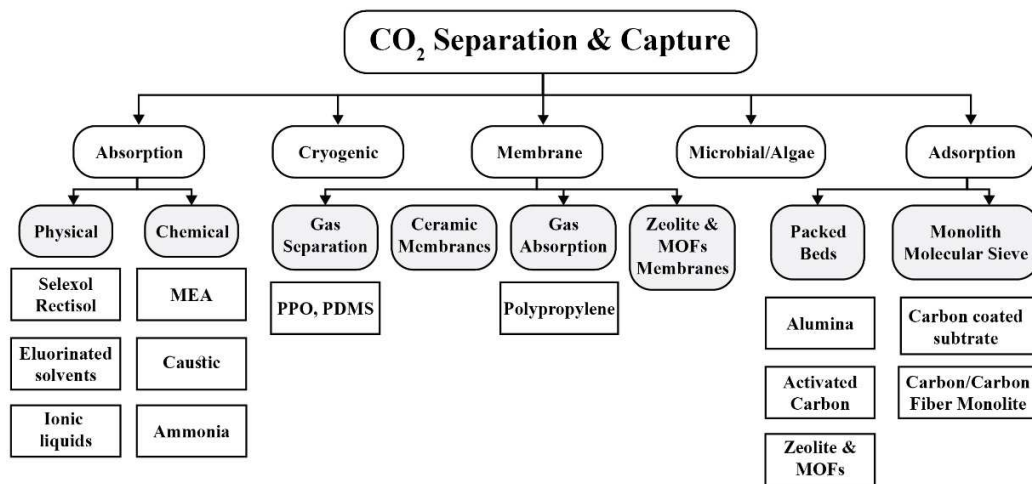 CO₂ Separation & Capture
Absorption
Cryogenic
Membrane
Microbial/Algae
Adsorption
Physical
Chemical
Gas
Separation
Ceramic
Membrances
Gas
Absorption
Zeolite &
MOFs
Membranes
Packed
Beds
Monolith
Molecular Sieve
Selexol
Rectisol
MEA
PPO, PDMS
Polypropylene
Alumina
Carbon coated
subtrate
Eluorinated
solvents
Caustic
Activated
Carbon
Carbon/Carbon
Fiber Monolite
Ionic
liquids
Ammonia
Zeolite &
MOFs